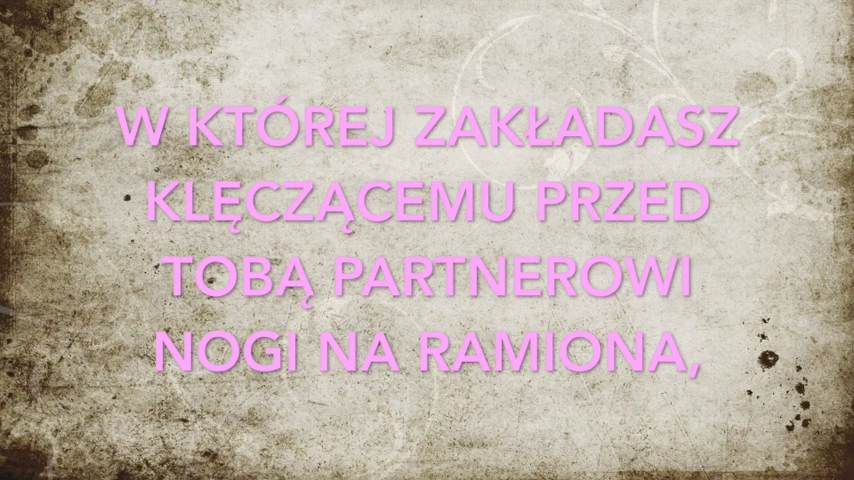 W KTÓREJ ZAKŁADASZ
KLĘCZĄCEMU PRZED
TOBĄ PARTNEROWI
NOGI NA RAMIONA,